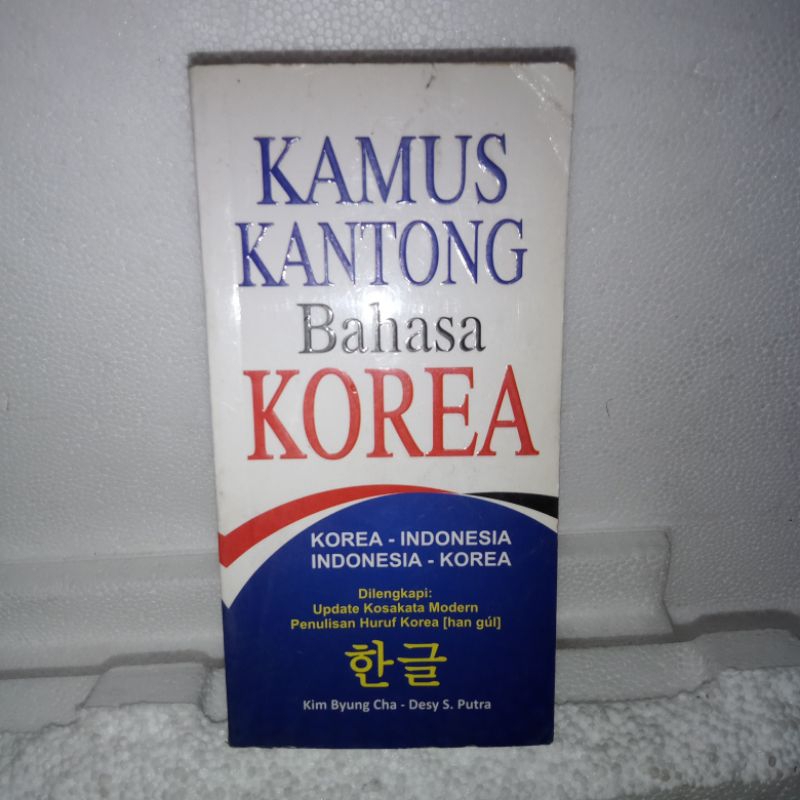 KAMUS
KANTONG
Bahasa
KOREA
KOREA - INDONESIA
INDONESIA - KOREA
Dilengkapi:
Update Kosakata Modern
Penulisan Huruf Korea [han gúl]
한글
Kim Byung Cha - Desy S. Putra